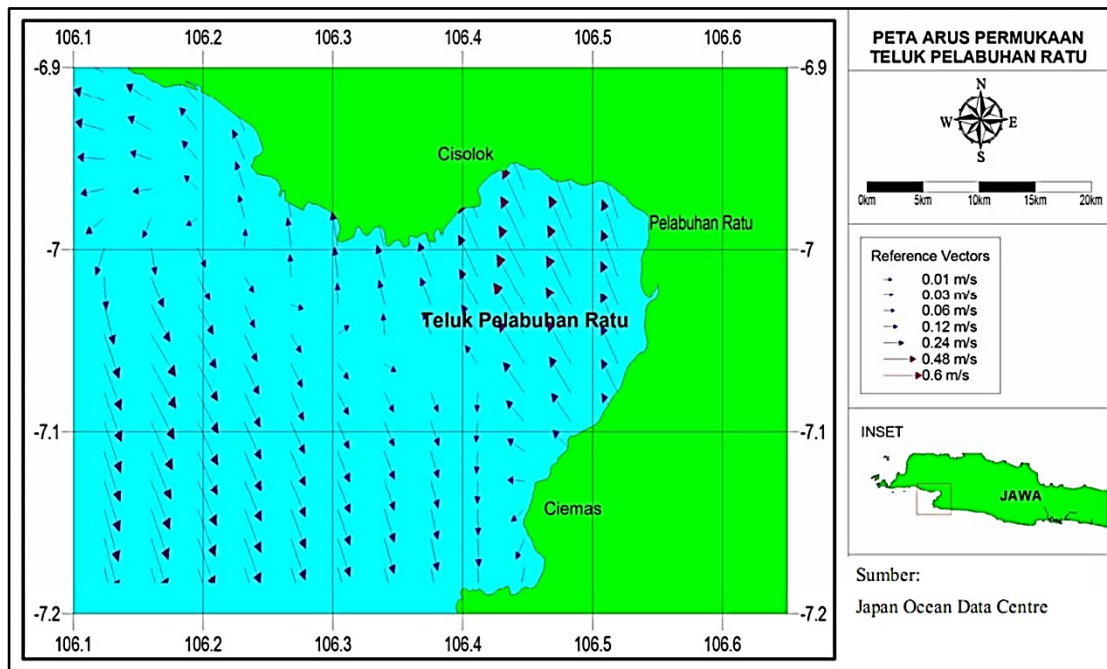 106.1 106.2 106.3 106.4 106.5 106.6
-6.9 -6.9
Cisolok
Pelabuhan Ratu
-7 -7
Teluk Pelabuhan Ratu
-7.1 -7.1
Ciemas
-7.2 -7.2
106.1 106.2 106.3 106.4 106.5 106.6
PETA ARUS PERMUKAAN
TELUK PELABUHAN RATU
N
W E
S
0km 5km 10km 15km 20km
Reference Vectors
0.01 m/s
0.03 m/s
0.06 m/s
0.12 m/s
0.24 m/s
0.48 m/s
0.6 m/s
INSET
JAWA
Sumber:
Japan Ocean Data Centre